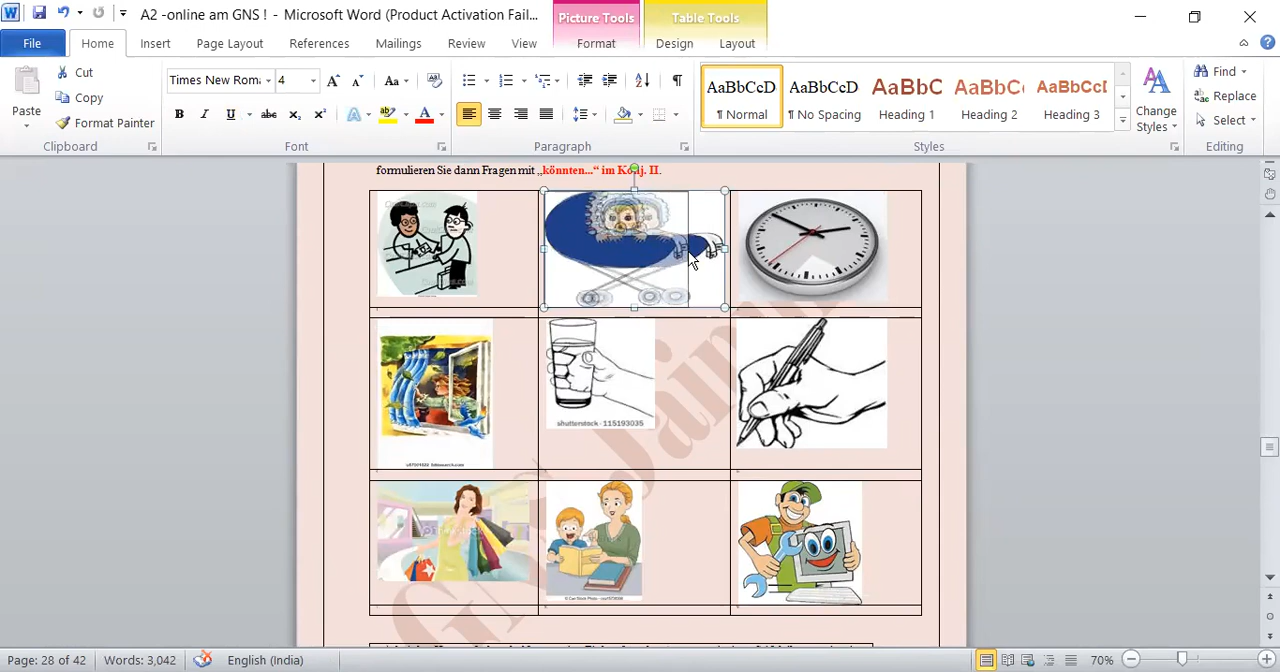 A2 -online am GNS ! - Microsoft Word (Product Activation Fail...
Picture Tools
Table Tools
File
Home
Insert
Page Layout
References
Mailings
Review
View
Format
Design
Layout
Paste
Cut
Copy
Format Painter
Clipboard
Times New Roma
4
Font
Paragraph
AaBbCcD
¶ Normal
AaBbCcD
¶ No Spacing
AaBbC
Heading 1
AaBbC
Heading 2
AaBbCcI
Heading 3
Change
Styles
Styles
Find
Replace
Select
Editing
formulieren Sie dann Fragen mit „könnten...“ im Konj. II.
shutterstock · 115193035
GNS Jaipur
Page: 28 of 42
Words: 3,042
English (India)
70%